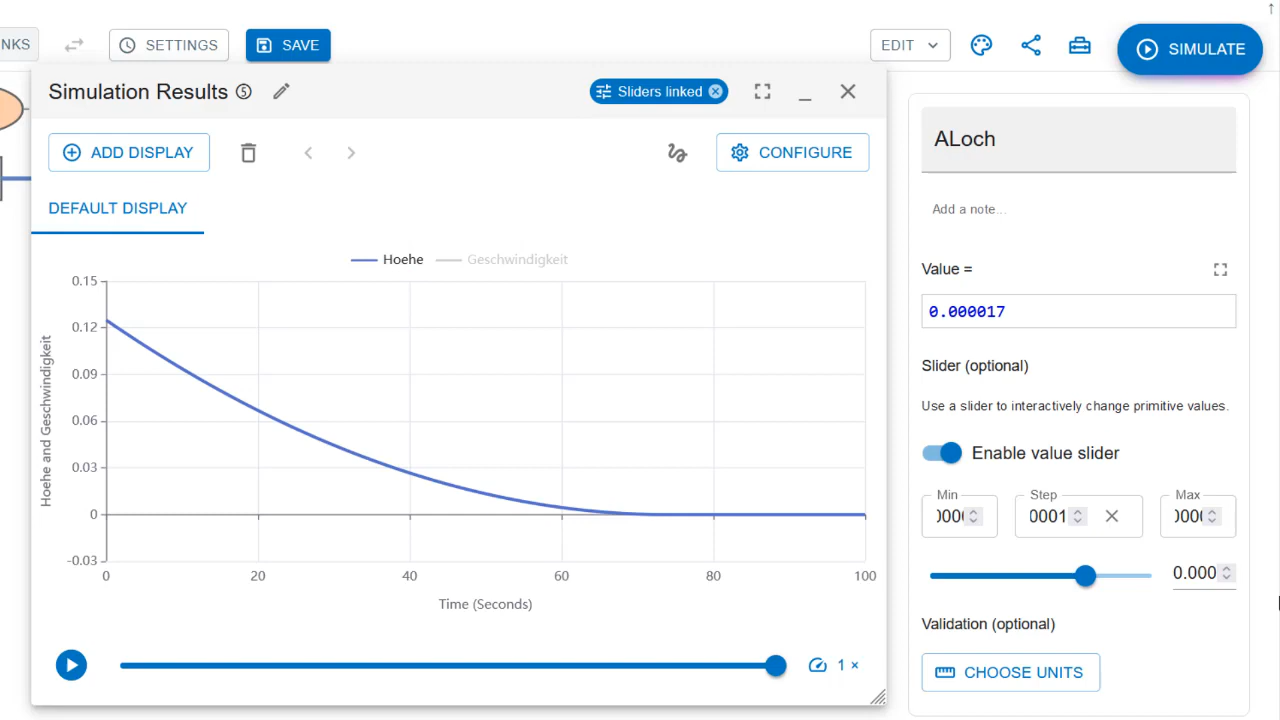 NKS
SETTINGS
SAVE
EDIT
SIMULATE
Simulation Results
Sliders linked
ADD DISPLAY
CONFIGURE
DEFAULT DISPLAY
Hoehe
Geschwindigkeit
Hoehe and Geschwindigkeit
0.15
0.12
0.09
0.06
0.03
0
-0.03
0
20
40
60
80
100
Time (Seconds)
1 ×
ALoch
Add a note...
Value =
0.000017
Slider (optional)
Use a slider to interactively change primitive values.
Enable value slider
Min
Step
Max
0001
0.000
Validation (optional)
CHOOSE UNITS